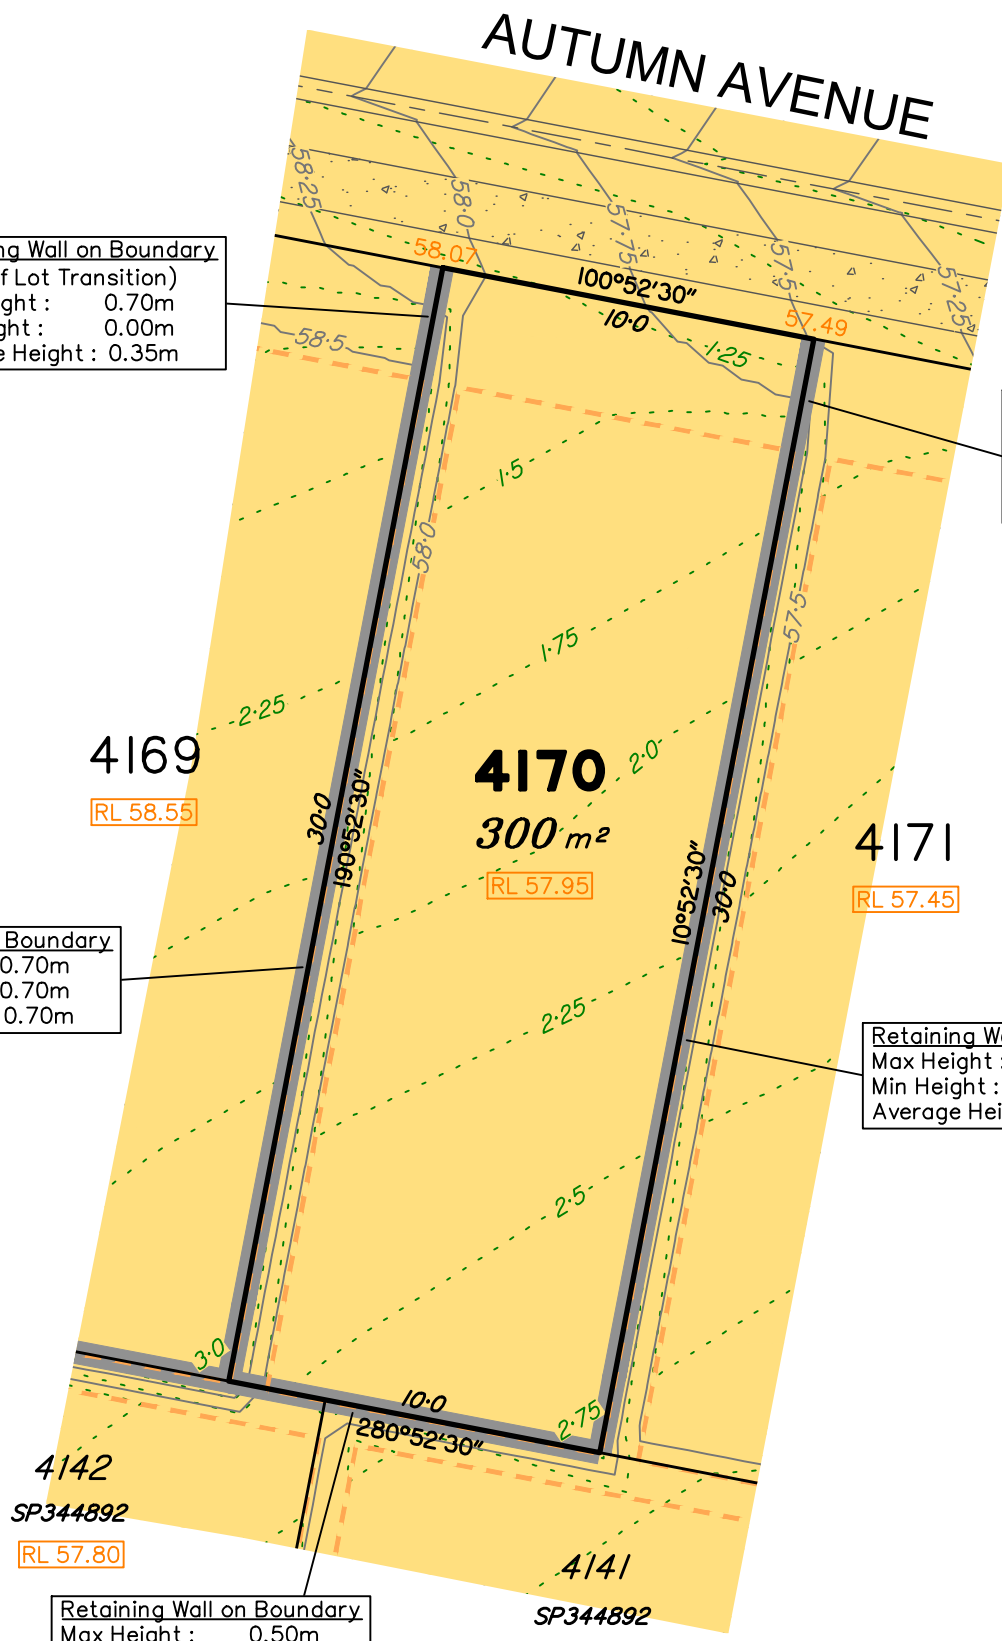 AUTUMN AVENUE
58·25
58·0
57·75
57·5
57·25
ng Wall on Boundary
f Lot Transition)
ght : 0.70m
ght : 0.00m
e Height : 0.35m
58.07
100°52'30"
10·0
57.49
58·5
1·25
1·5
58·0
57·5
1·75
2·25
2·0
4169
RL 58.55
4170
300 m²
RL 57.95
4171
RL 57.45
30·0
190°52'30"
10°52'30"
30·0
Boundary
0.70m
0.70m
0.70m
2·25
Retaining Wa
Max Height :
Min Height :
Average Hei
2·5
3·0
10·0
280°52'30"
2·75
4142
SP344892
RL 57.80
4141
SP344892
Retaining Wall on Boundary
Max Height : 0.50m